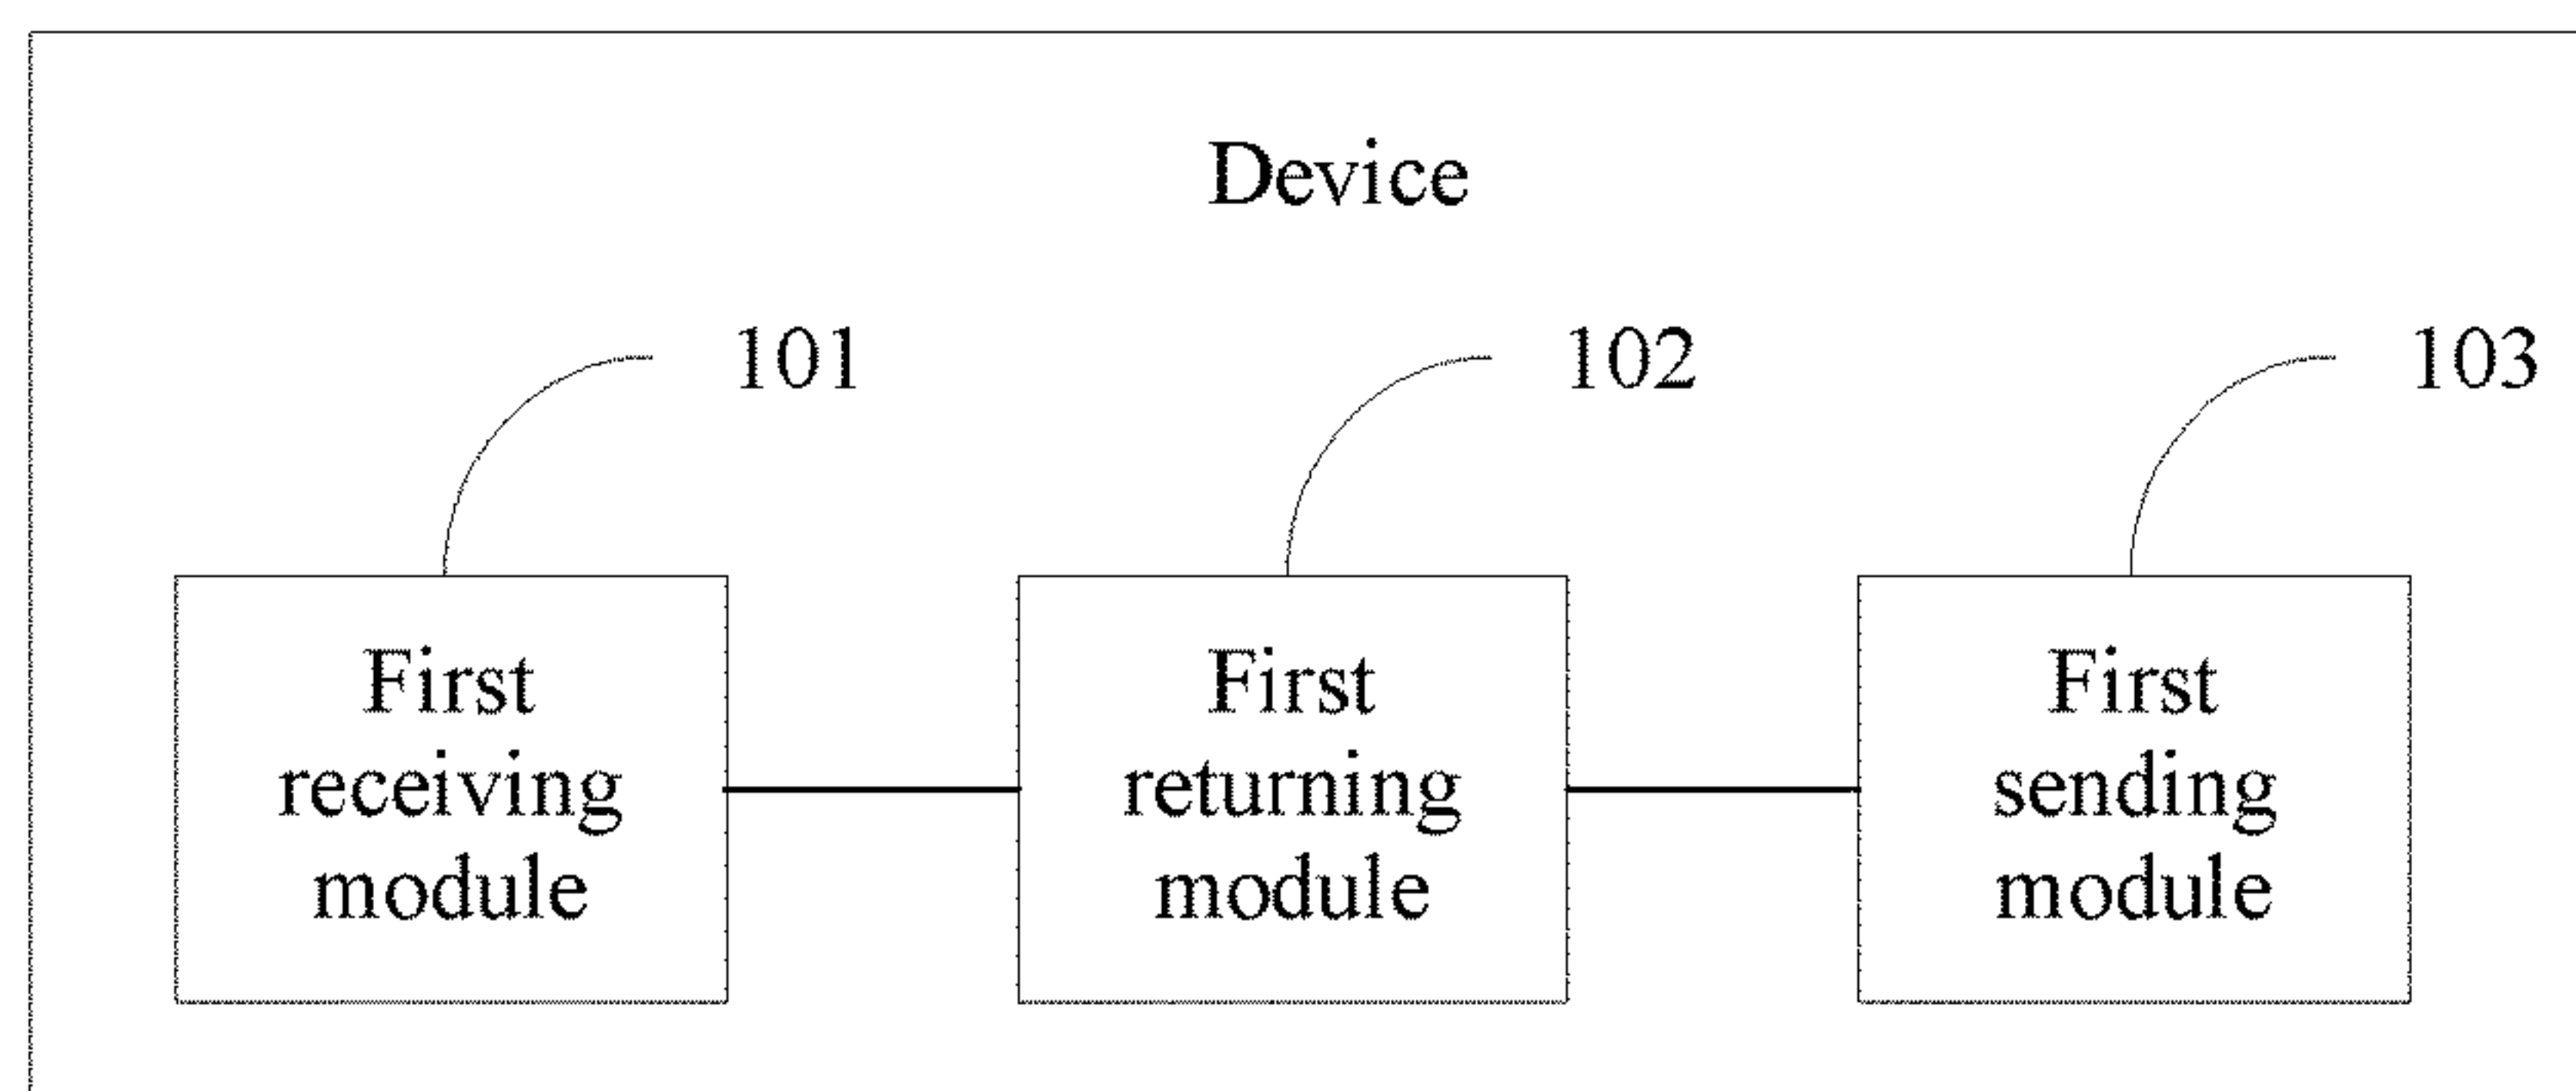 Device
101
102
103
First
receiving
module
First
returning
module
First
sending
module